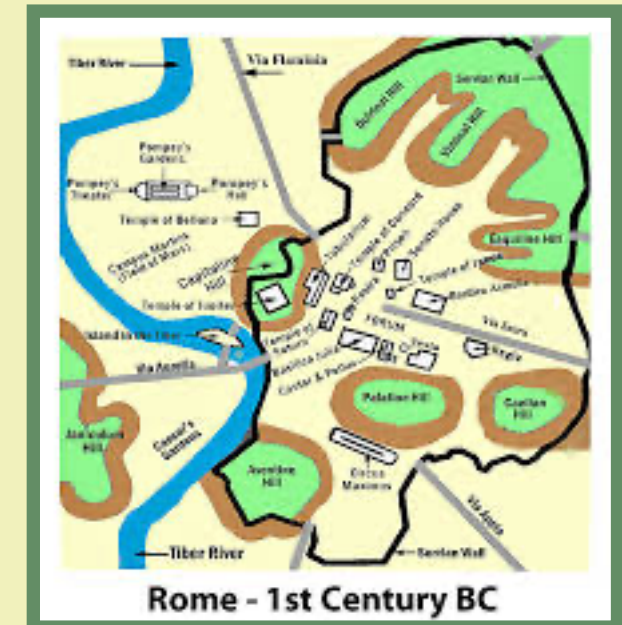 Tiber River
Via Flaminia
Servian Wall
Quirinal Hill
Viminal Hill
Pompey's
Gardens
Pompey's
Theater
Pompey's
Hall
Temple of Bellona
Campus Martius
(Field of Mars)
Capitoline
Hill
Tabularium
Temple of Concord
Senate House
Esquiline Hill
Temple of Janus
Basilica Aemilia
Temple of Jupiter
Rostra
Island in the Tiber
Temple of
Saturn
FORUM
Via Sacra
Vesta
Regia
Basilica Julia
Castor & Pollux
Via Aurelia
Palatine Hill
Caelian
Hill
Janiculum
Hill
Caesar's
Gardens
Aventine
Hill
Circus
Maximus
Via Appia
Tiber River
Servian Wall
Rome - 1st Century BC